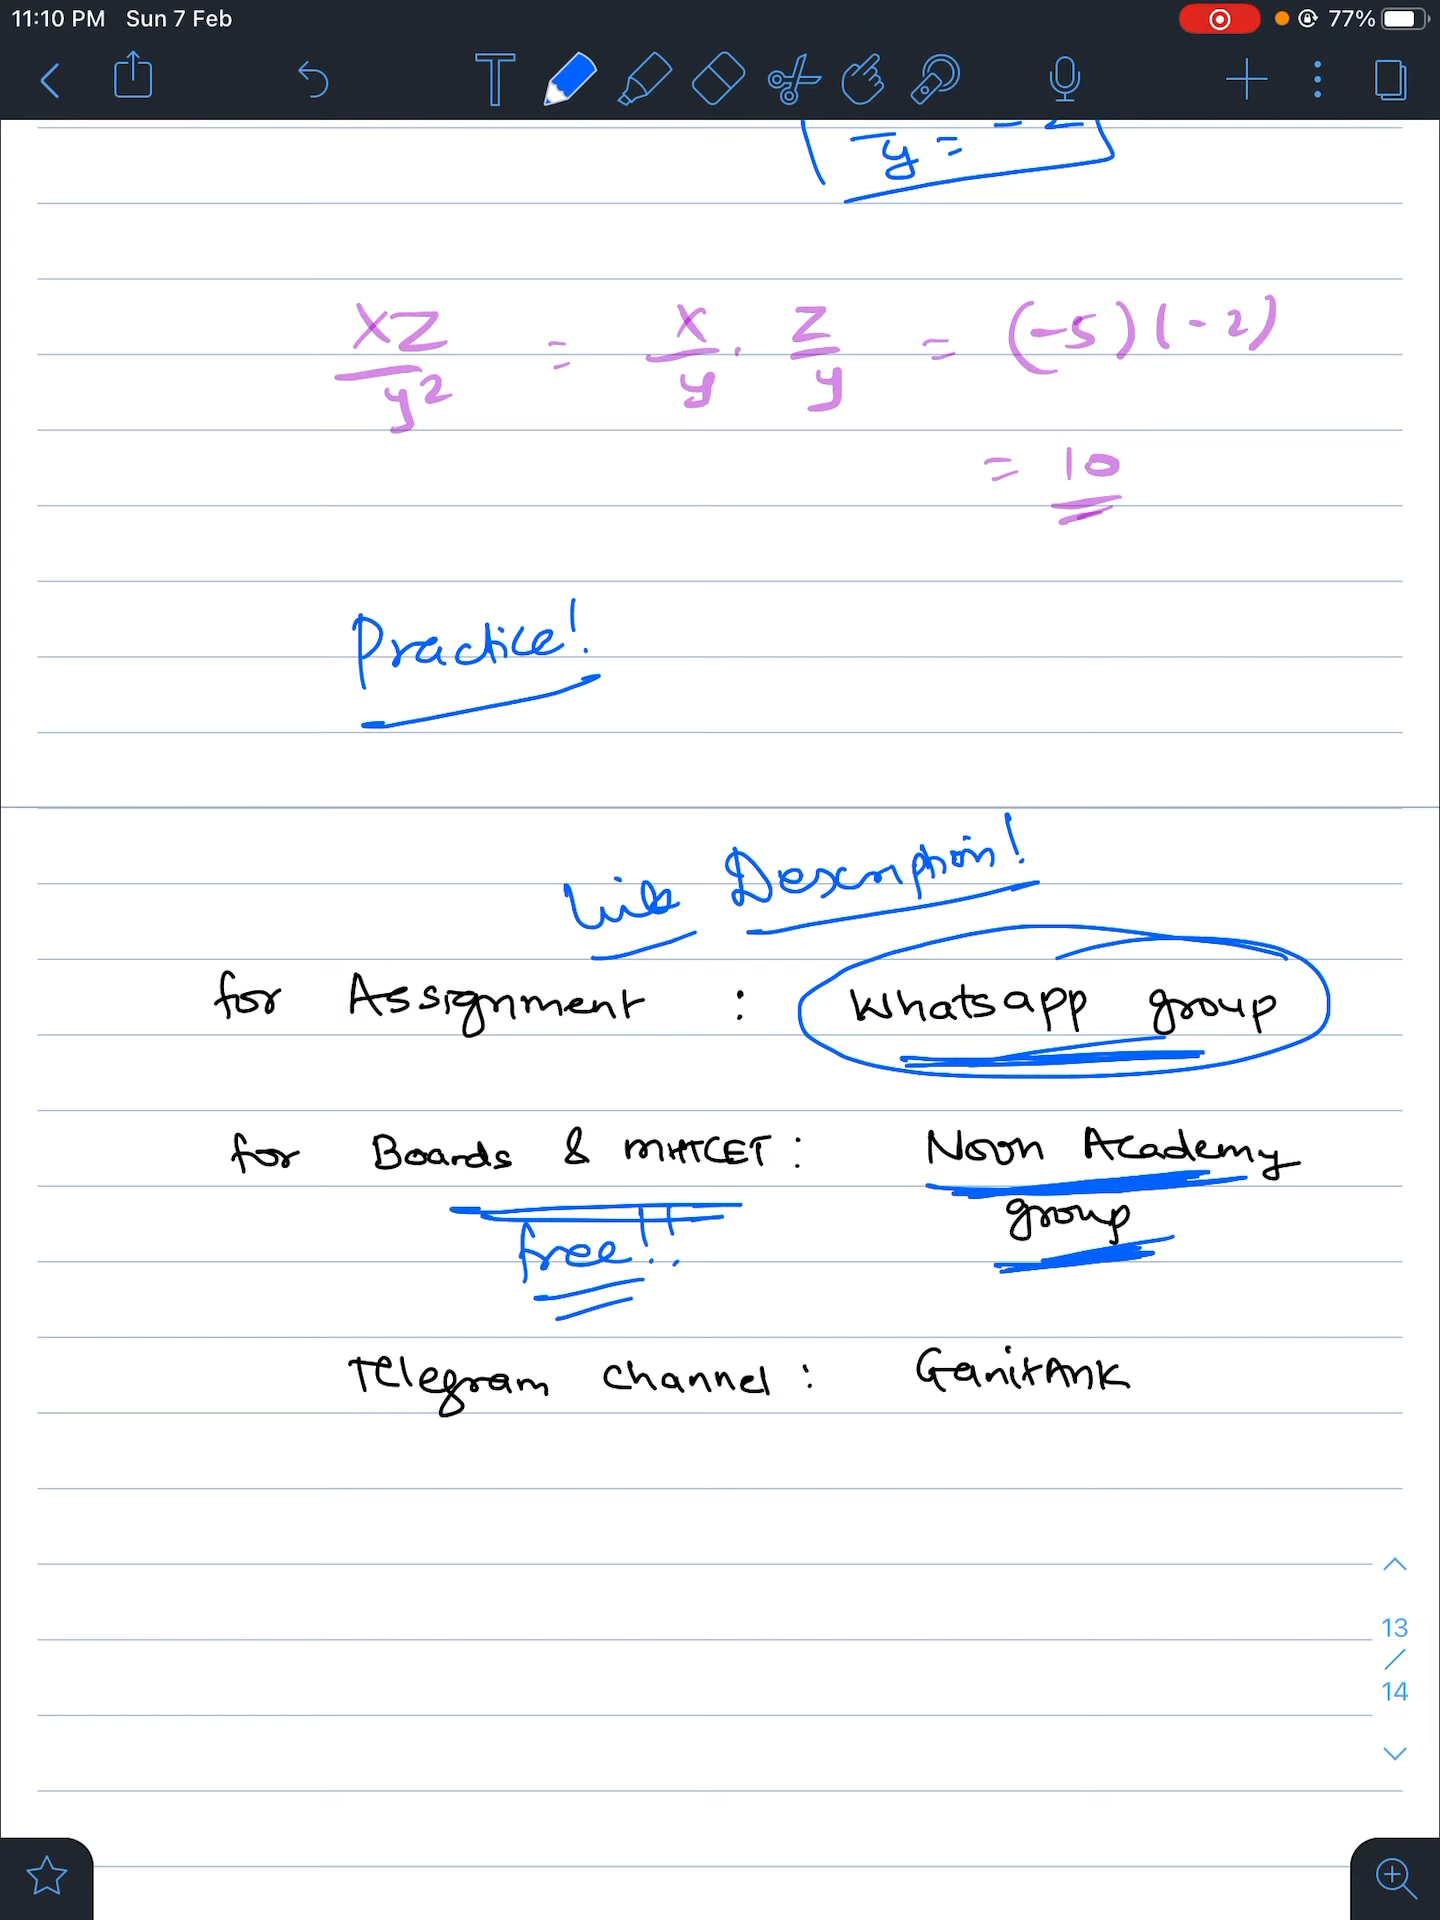 11:10 PM Sun 7 Feb 77%
y = -2
xz/y² = x/y · z/y = (-5)(-2)
= 10
Practice!
Link Description!
for Assignment : Whatsapp group
for Boards & MHTCET : Noon Academy
group
free!!
Telegram channel : GanitAnk
13
/
14